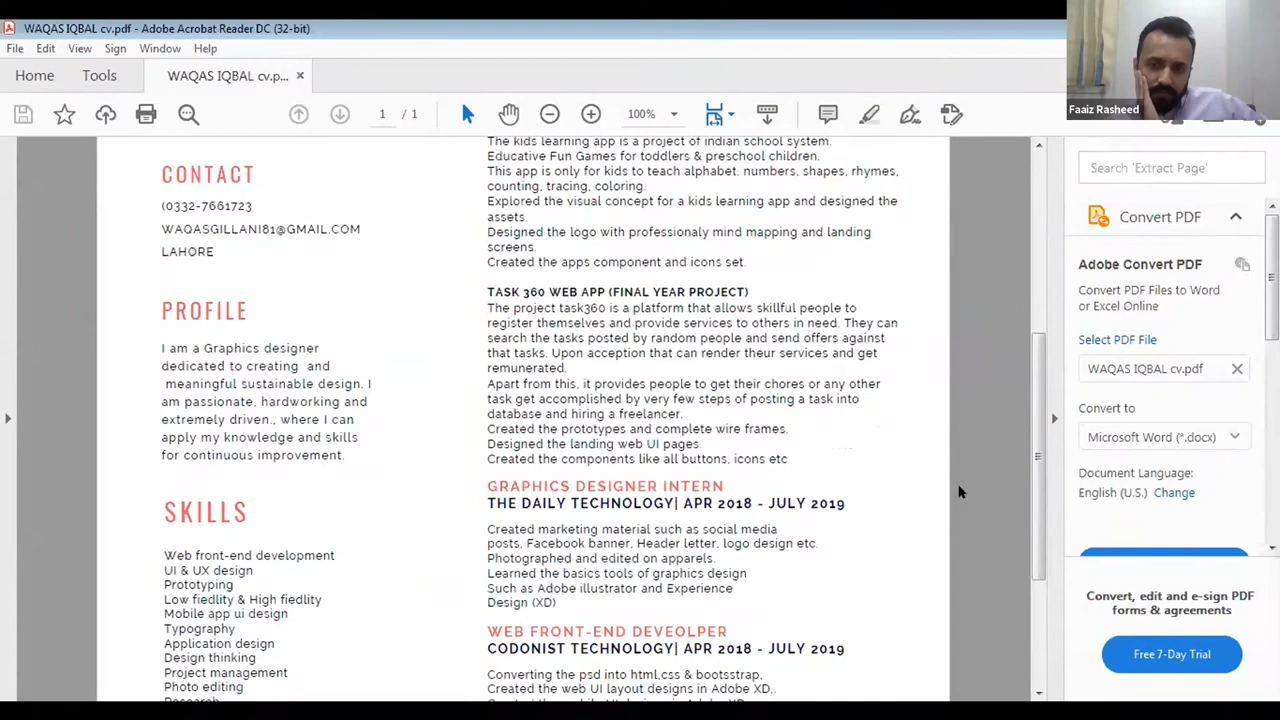 WAQAS IQBAL cv.pdf - Adobe Acrobat Reader DC (32-bit)
File Edit View Sign Window Help
Home Tools WAQAS IQBAL cv.p... ×
/ 1 100%
Faaiz Rasheed
CONTACT
(0332-7661723
WAQASGILLANI81@GMAIL.COM
LAHORE
PROFILE
I am a Graphics designer
dedicated to creating and
meaningful sustainable design. I
am passionate, hardworking and
extremely driven., where I can
apply my knowledge and skills
for continuous improvement.
SKILLS
Web front-end development
UI & UX design
Prototyping
Low fiedlity & High fiedlity
Mobile app ui design
Typography
Application design
Design thinking
Project management
Photo editing
Research
The kids learning app is a project of indian school system.
Educative Fun Games for toddlers & preschool children.
This app is only for kids to teach alphabet, numbers, shapes, rhymes,
counting, tracing, coloring.
Explored the visual concept for a kids learning app and designed the
assets.
Designed the logo with professionaly mind mapping and landing
screens.
Created the apps component and icons set.
TASK 360 WEB APP (FINAL YEAR PROJECT)
The project task360 is a platform that allows skillful people to
register themselves and provide services to others in need. They can
search the tasks posted by random people and send offers against
that tasks. Upon acception that can render theur services and get
remunerated.
Apart from this, it provides people to get their chores or any other
task get accomplished by very few steps of posting a task into
database and hiring a freelancer.
Created the prototypes and complete wire frames.
Designed the landing web UI pages.
Created the components like all buttons, icons etc
GRAPHICS DESIGNER INTERN
THE DAILY TECHNOLOGY| APR 2018 - JULY 2019
Created marketing material such as social media
posts, Facebook banner, Header letter, logo design etc.
Photographed and edited on apparels.
Learned the basics tools of graphics design
Such as Adobe illustrator and Experience
Design (XD)
WEB FRONT-END DEVEOLPER
CODONIST TECHNOLOGY| APR 2018 - JULY 2019
Converting the psd into html,css & bootsstrap,
Created the web UI layout designs in Adobe XD,.
Search 'Extract Page'
Convert PDF
Adobe Convert PDF
Convert PDF Files to Word
or Excel Online
Select PDF File
WAQAS IQBAL cv.pdf ×
Convert to
Microsoft Word (*.docx)
Document Language:
English (U.S.) Change
Convert, edit and e-sign PDF
forms & agreements
Free 7-Day Trial